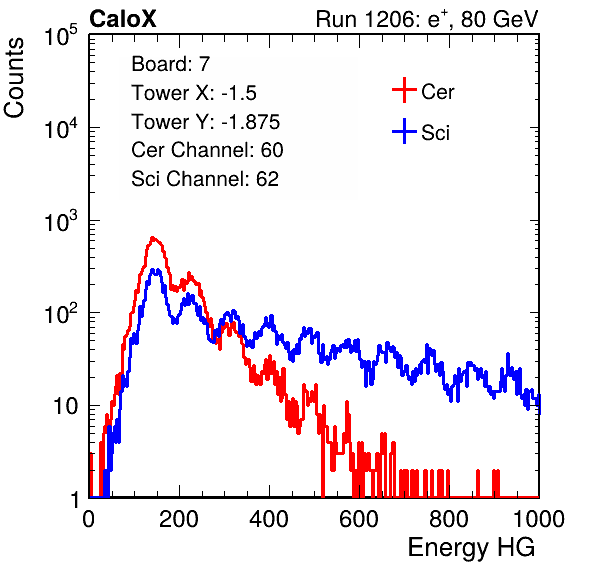 CaloX Run 1206: e⁺, 80 GeV
Counts
Board: 7
Tower X: -1.5
Tower Y: -1.875
Cer Channel: 60
Sci Channel: 62
Cer
Sci
10⁵
10⁴
10³
10²
10
1
0 200 400 600 800 1000
Energy HG